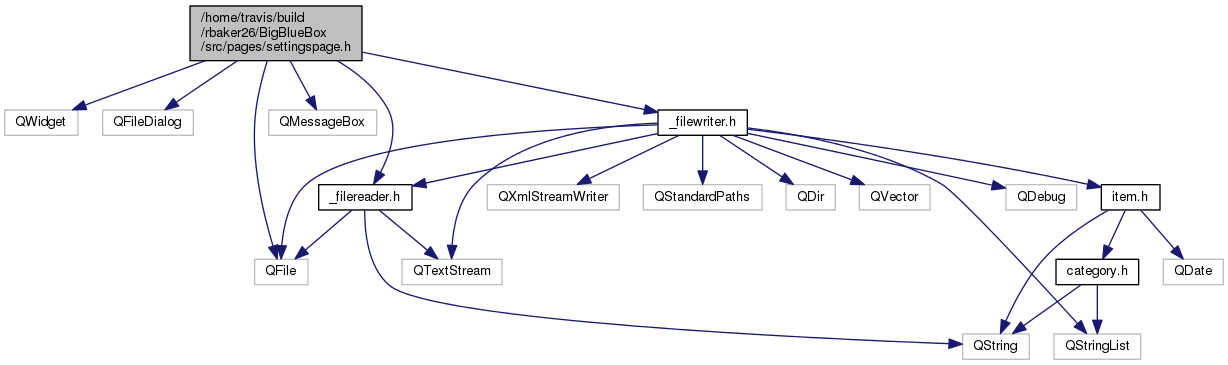 /home/travis/build
/rbaker26/BigBlueBox
/src/pages/settingspage.h
QWidget
QFileDialog
QMessageBox
_filewriter.h
_filereader.h
QXmlStreamWriter
QStandardPaths
QDir
QVector
QDebug
item.h
QFile
QTextStream
category.h
QDate
QString
QStringList